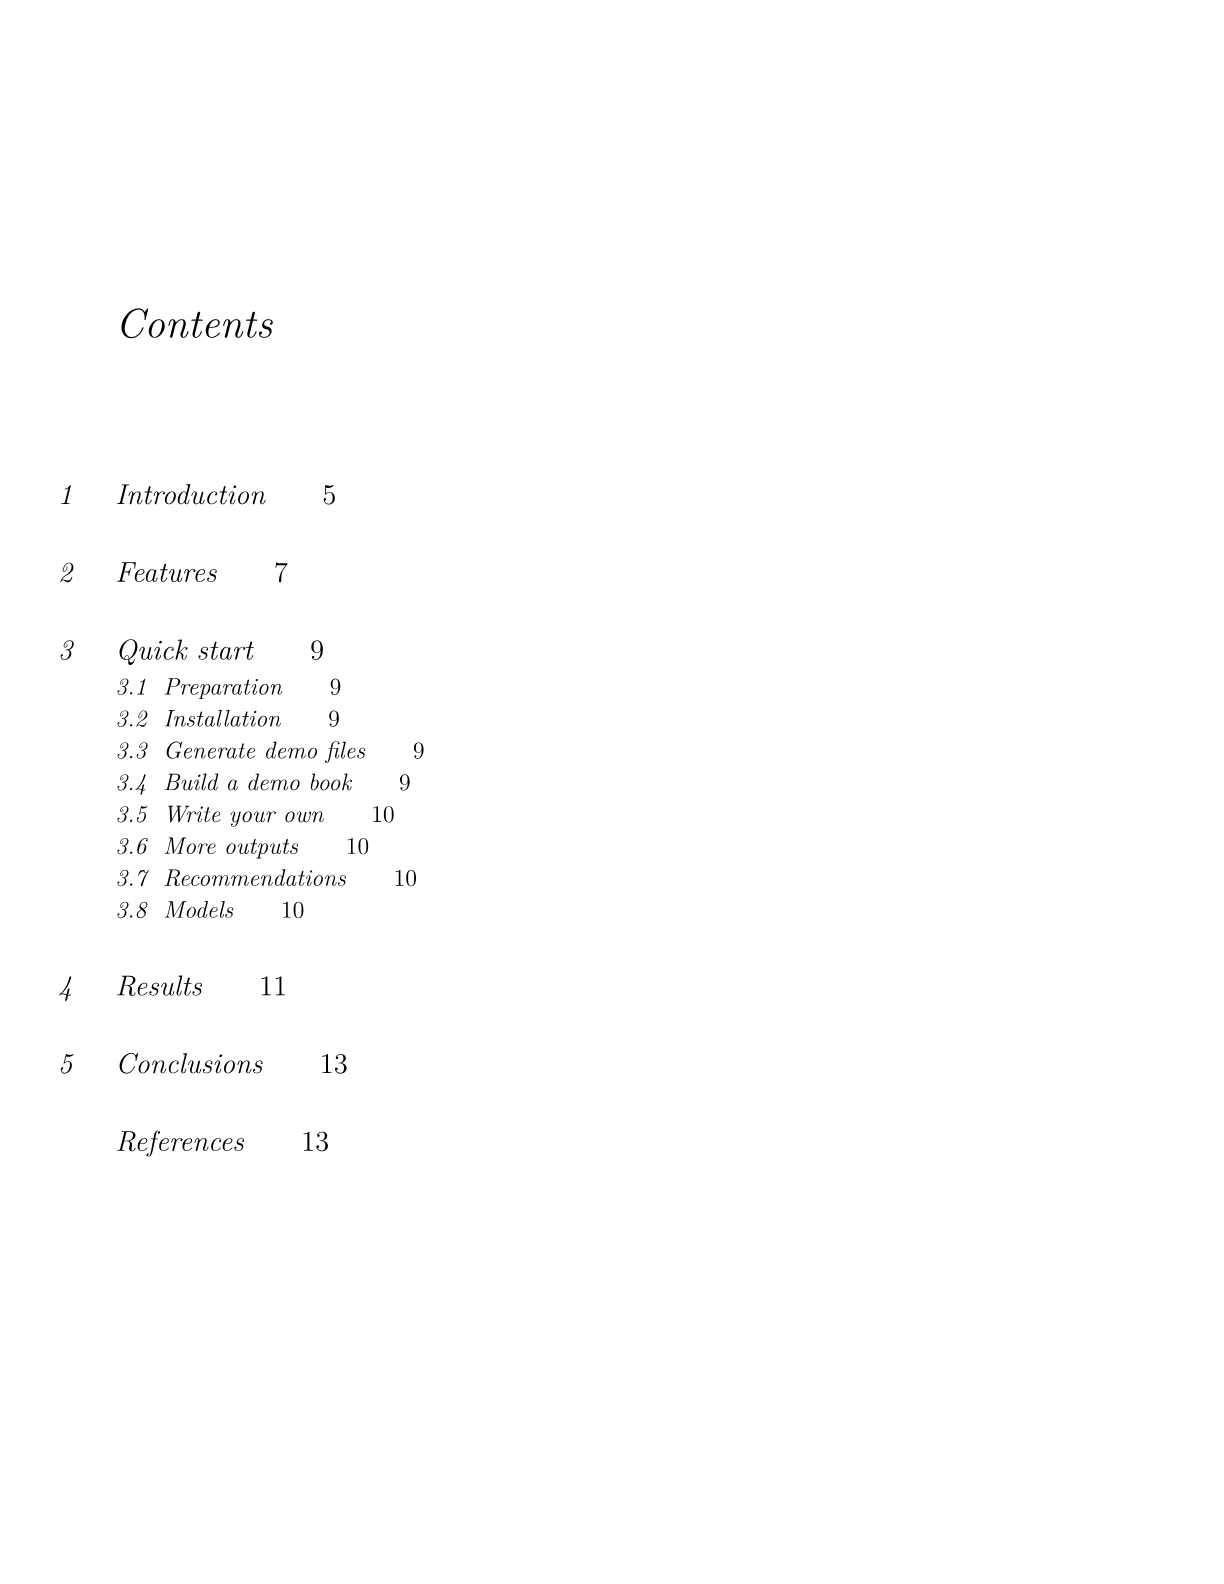 Contents
1 Introduction 5
2 Features 7
3 Quick start 9
3.1 Preparation 9
3.2 Installation 9
3.3 Generate demo files 9
3.4 Build a demo book 9
3.5 Write your own 10
3.6 More outputs 10
3.7 Recommendations 10
3.8 Models 10
4 Results 11
5 Conclusions 13
References 13